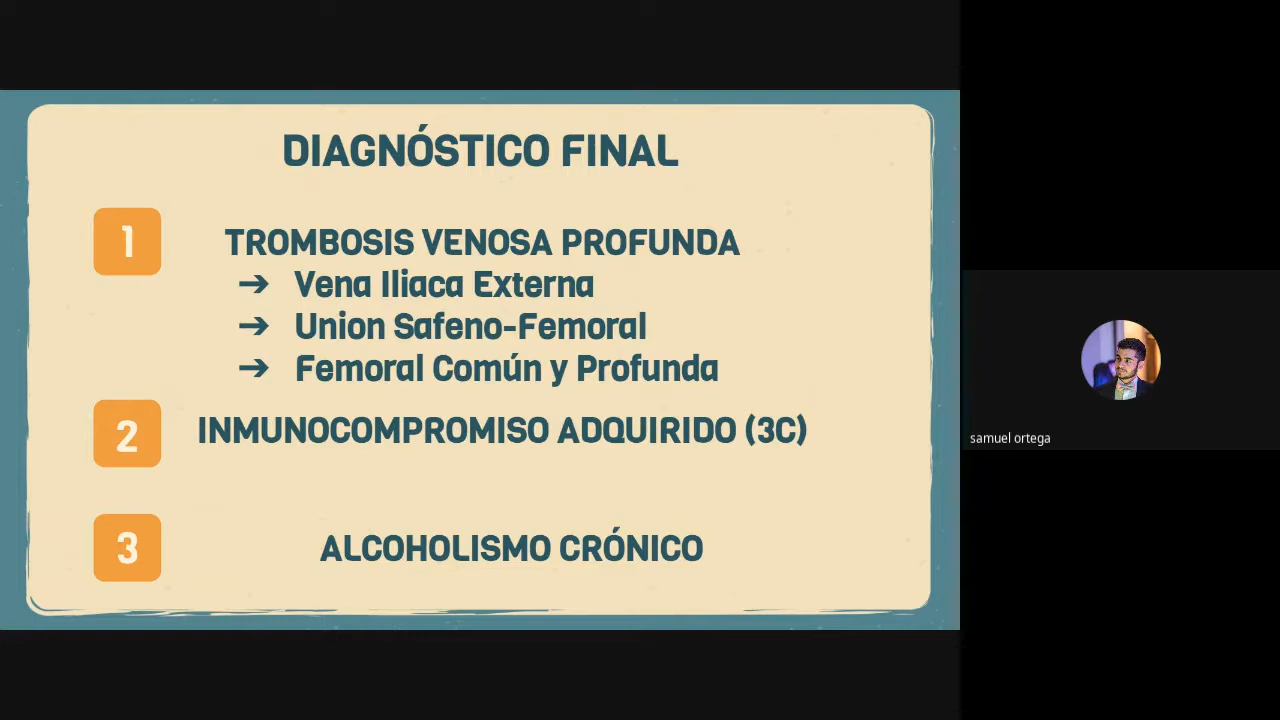 DIAGNÓSTICO FINAL
1
TROMBOSIS VENOSA PROFUNDA
➔ Vena Iliaca Externa
➔ Union Safeno-Femoral
➔ Femoral Común y Profunda
2
INMUNOCOMPROMISO ADQUIRIDO (3C)
3
ALCOHOLISMO CRÓNICO
samuel ortega